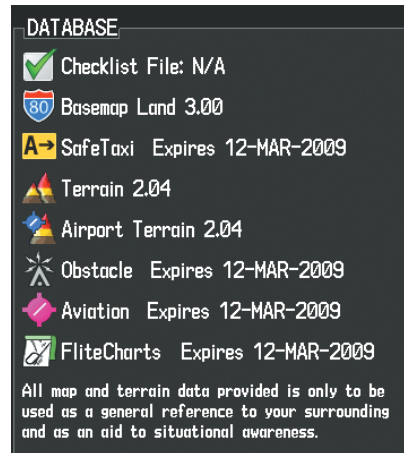 DATABASE
Checklist File: N/A
80 Basemap Land 3.00
A→ SafeTaxi Expires 12-MAR-2009
Terrain 2.04
Airport Terrain 2.04
Obstacle Expires 12-MAR-2009
Aviation Expires 12-MAR-2009
FliteCharts Expires 12-MAR-2009
All map and terrain data provided is only to be
used as a general reference to your surrounding
and as an aid to situational awareness.